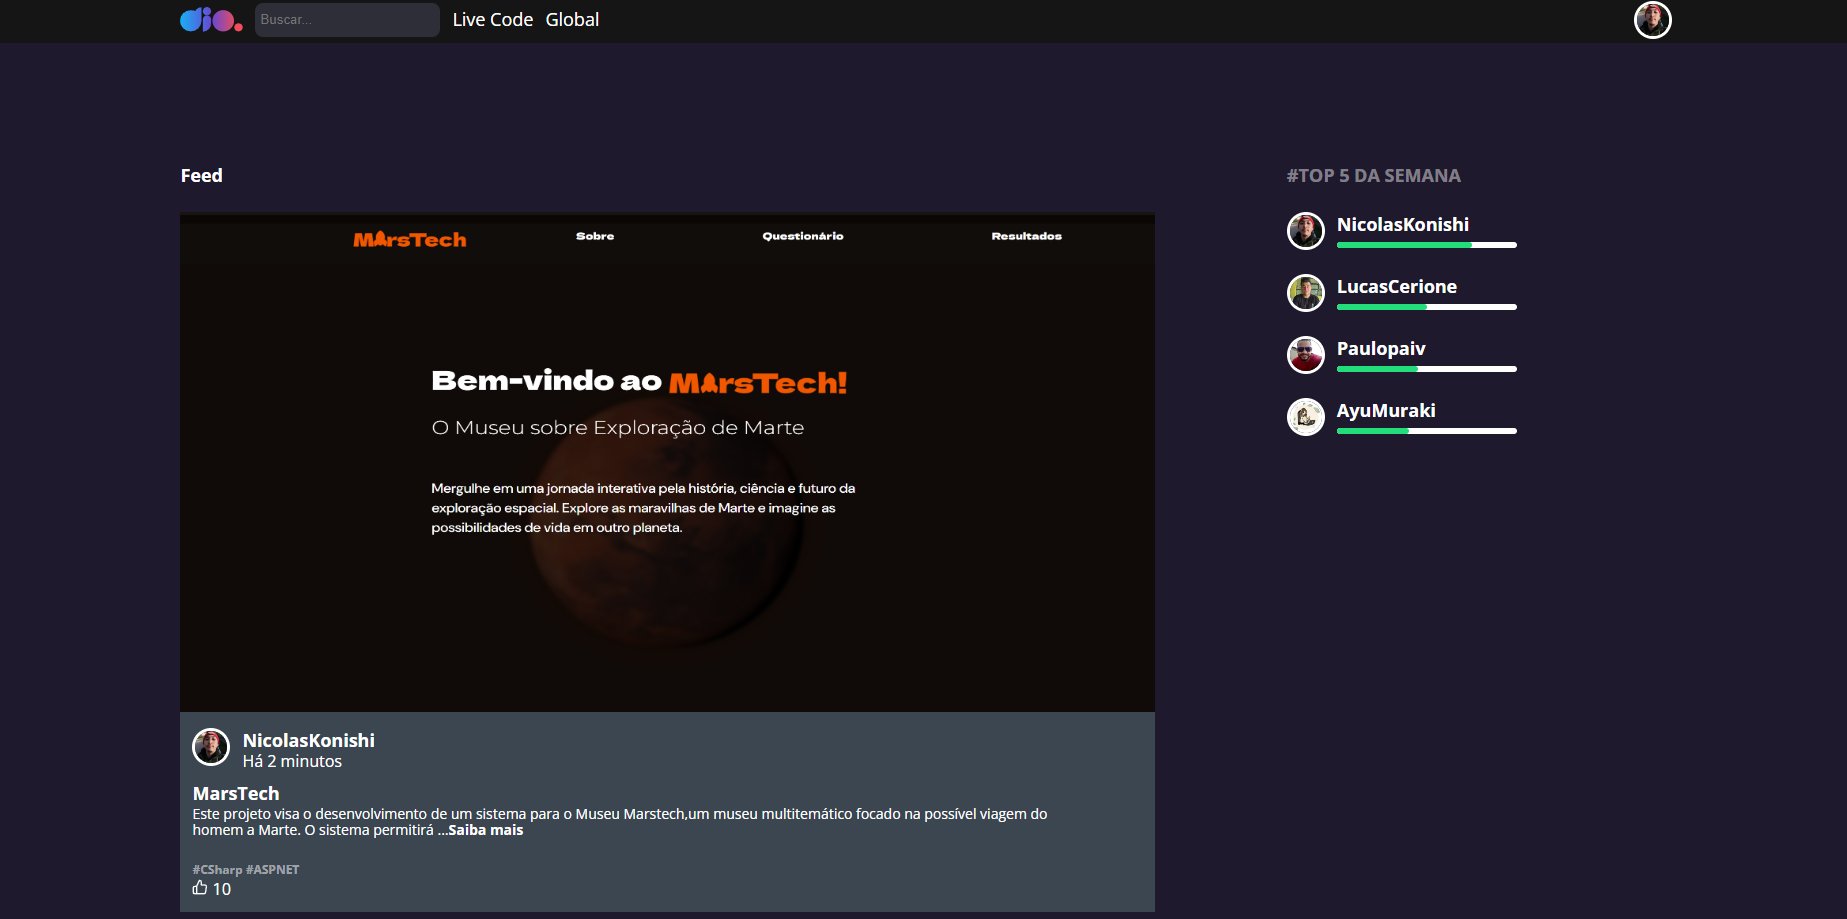 dio.
Buscar...
Live Code
Global
Feed
MarsTech
Sobre
Questionário
Resultados
Bem-vindo ao MarsTech!
O Museu sobre Exploração de Marte
Mergulhe em uma jornada interativa pela história, ciência e futuro da
exploração espacial. Explore as maravilhas de Marte e imagine as
possibilidades de vida em outro planeta.
NicolasKonishi
Há 2 minutos
MarsTech
Este projeto visa o desenvolvimento de um sistema para o Museu Marstech,um museu multitemático focado na possível viagem do
homem a Marte. O sistema permitirá ...Saiba mais
#CSharp #ASPNET
10
#TOP 5 DA SEMANA
NicolasKonishi
LucasCerione
Paulopaiv
AyuMuraki